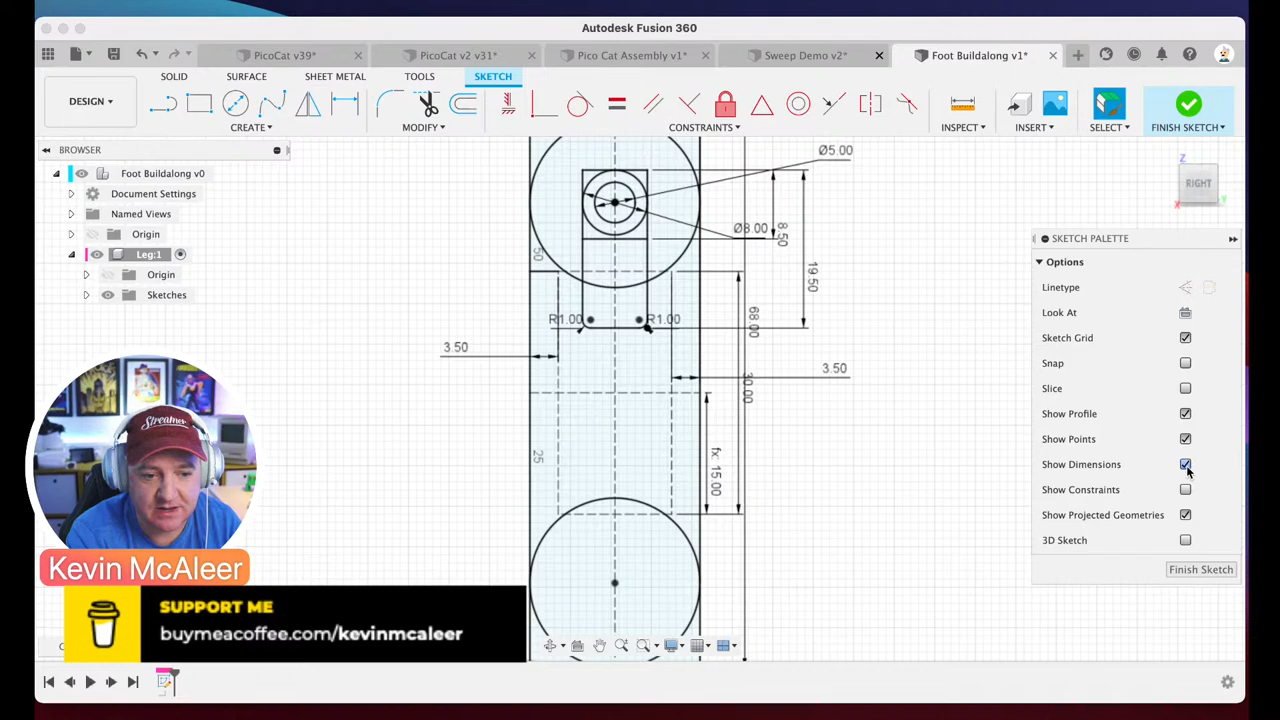 Autodesk Fusion 360
PicoCat v39*
PicoCat v2 v31*
Pico Cat Assembly v1*
Sweep Demo v2*
Foot Buildalong v1*
DESIGN
SOLID
SURFACE
SHEET METAL
TOOLS
SKETCH
CREATE
MODIFY
CONSTRAINTS
INSPECT
INSERT
SELECT
FINISH SKETCH
BROWSER
Foot Buildalong v0
Document Settings
Named Views
Origin
Leg:1
Origin
Sketches
Ø5.00
Ø8.00
8.50
19.50
50
R1.00
R1.00
68.00
3.50
3.50
30.00
25
fx: 15.00
Z
RIGHT
X
Y
SKETCH PALETTE
Options
Linetype
Look At
Sketch Grid
Snap
Slice
Show Profile
Show Points
Show Dimensions
Show Constraints
Show Projected Geometries
3D Sketch
Finish Sketch
Streamer
Kevin McAleer
SUPPORT ME
buymeacoffee.com/kevinmcaleer